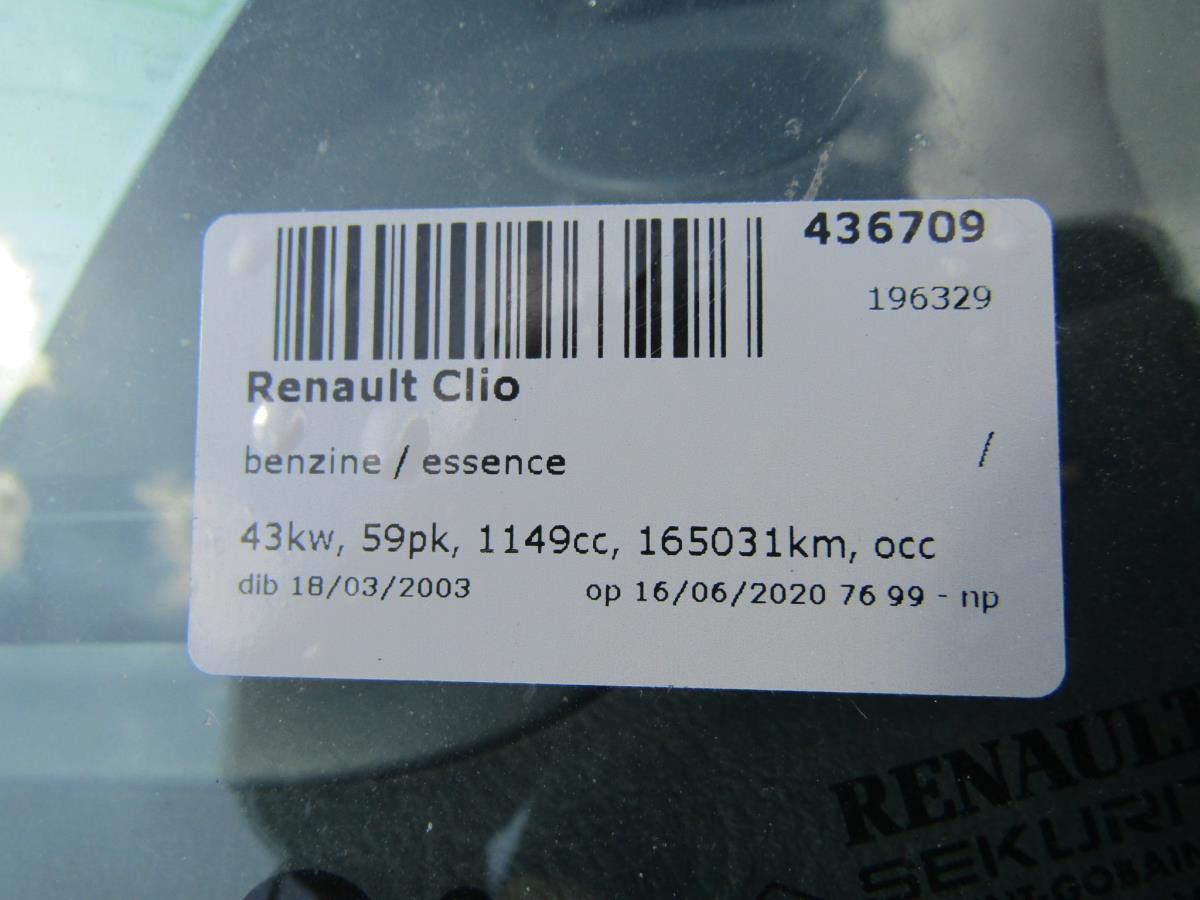 436709
196329
Renault Clio
benzine / essence /
43kw, 59pk, 1149cc, 165031km, occ
dib 18/03/2003 op 16/06/2020 76 99 - np
RENAULT
SEKURIT